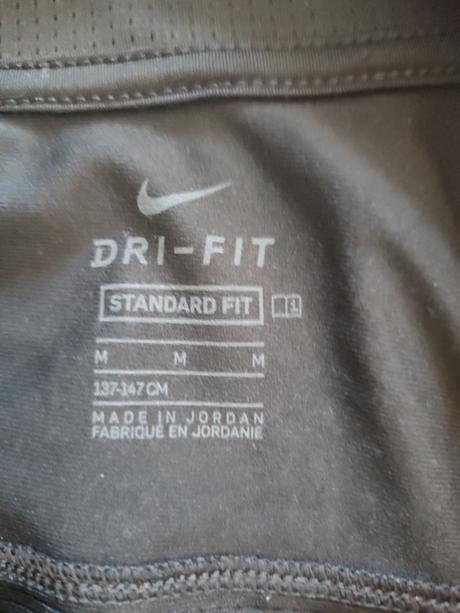 DRI-FIT
STANDARD FIT
M M M
137-147 CM
MADE IN JORDAN
FABRIQUÉ EN JORDANIE